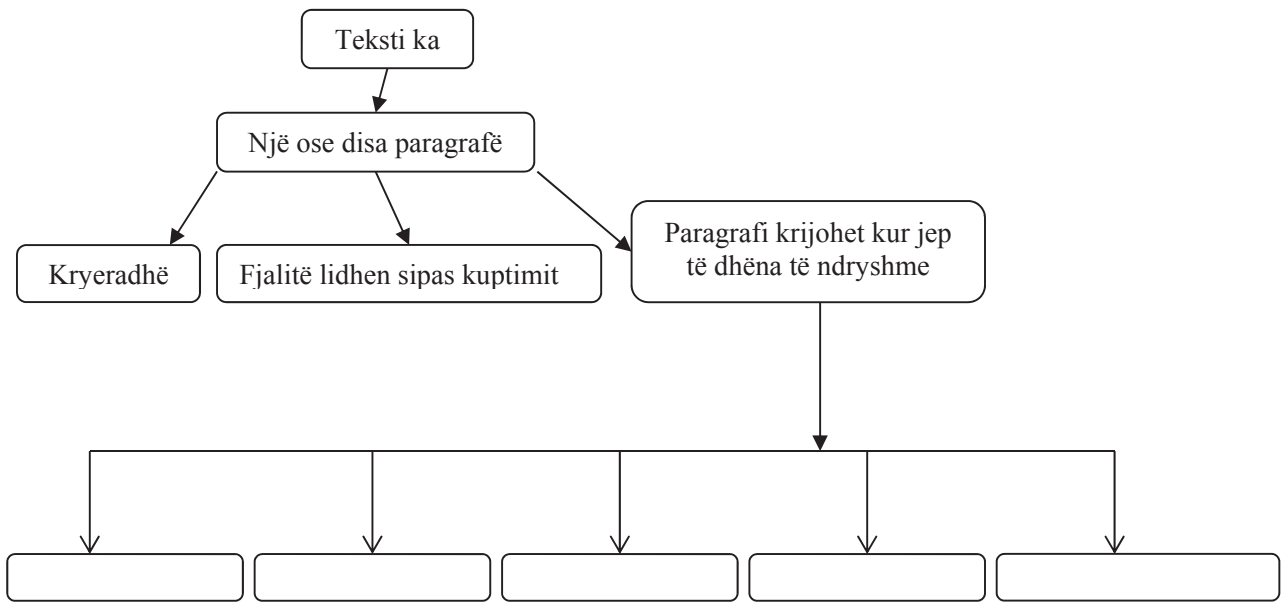 Teksti ka
Një ose disa paragrafë
Kryeradhë
Fjalitë lidhen sipas kuptimit
Paragrafi krijohet kur jep
të dhëna të ndryshme